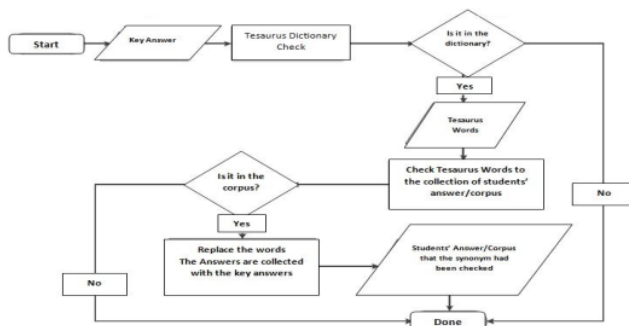 Start
Key Answer
Tesaurus Dictionary
Check
Is it in the
dictionary?
Yes
Tesaurus
Words
Check Tesaurus Words to
the collection of students'
answer/corpus
No
Is it in the
corpus?
Yes
Replace the words
The Answers are collected
with the key answers
Students' Answer/Corpus
that the synonym had
been checked
No
Done